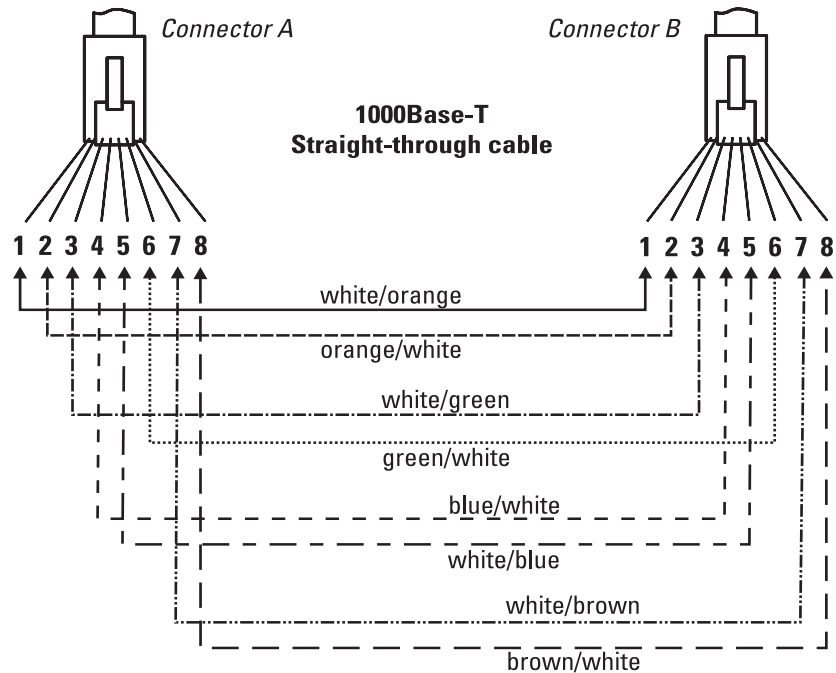 Connector A
Connector B
1000Base-T
Straight-through cable
1 2 3 4 5 6 7 8
1 2 3 4 5 6 7 8
white/orange
orange/white
white/green
green/white
blue/white
white/blue
white/brown
brown/white